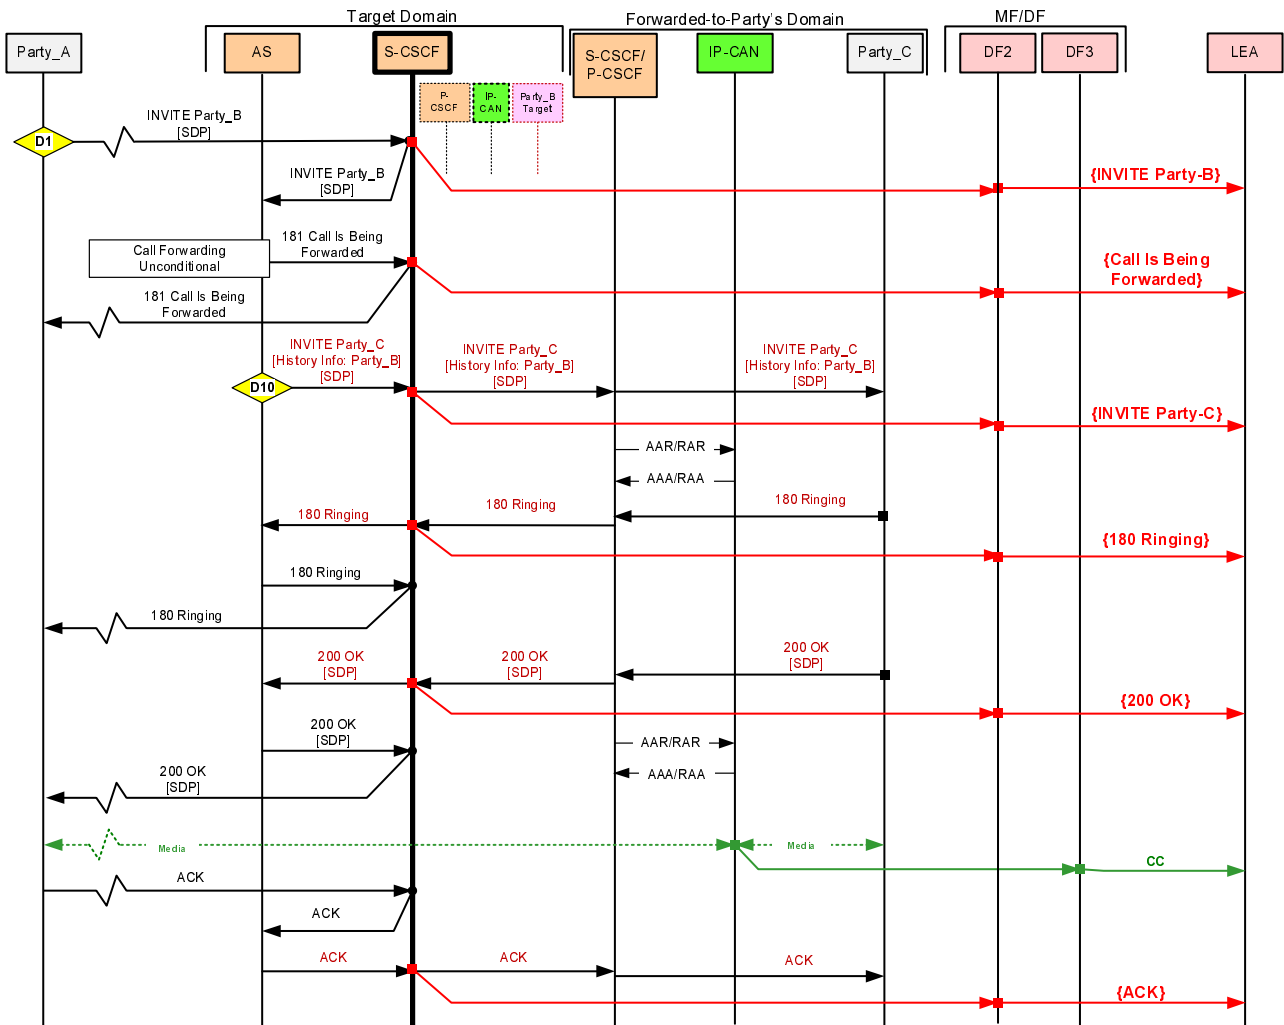 Target Domain
Forwarded-to-Party's Domain
MF/DF
Party_A
AS
S-CSCF
S-CSCF/
P-CSCF
IP-CAN
Party_C
DF2
DF3
LEA
P-
CSCF
IP-
CAN
Party_B
Target
INVITE Party_B
[SDP]
D1
INVITE Party_B
[SDP]
{INVITE Party-B}
Call Forwarding
Unconditional
181 Call Is Being
Forwarded
{Call Is Being
Forwarded}
181 Call Is Being
Forwarded
INVITE Party_C
[History Info: Party_B]
[SDP]
INVITE Party_C
[History Info: Party_B]
[SDP]
INVITE Party_C
[History Info: Party_B]
[SDP]
D10
{INVITE Party-C}
AAR/RAR
AAA/RAA
180 Ringing
180 Ringing
180 Ringing
{180 Ringing}
180 Ringing
180 Ringing
200 OK
[SDP]
200 OK
[SDP]
200 OK
[SDP]
{200 OK}
200 OK
[SDP]
AAR/RAR
200 OK
[SDP]
AAA/RAA
Media
Media
CC
ACK
ACK
ACK
ACK
ACK
{ACK}